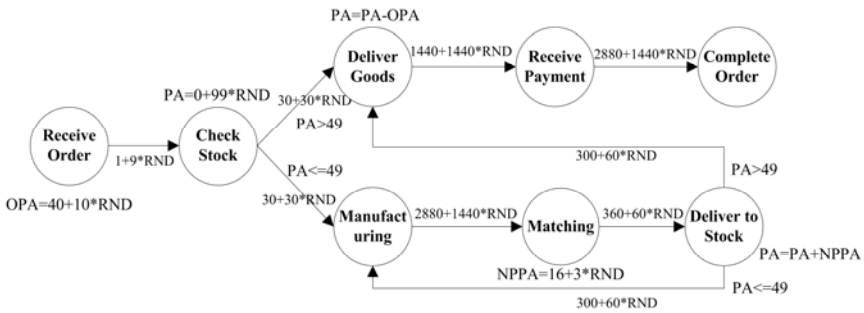 PA=PA-OPA
Deliver
Goods
1440+1440*RND
Receive
Payment
2880+1440*RND
Complete
Order
PA=0+99*RND
30+30*RND
PA>49
Receive
Order
1+9*RND
Check
Stock
OPA=40+10*RND
PA<=49
30+30*RND
300+60*RND
PA>49
Manufact
uring
2880+1440*RND
Matching
360+60*RND
Deliver to
Stock
PA=PA+NPPA
NPPA=16+3*RND
PA<=49
300+60*RND